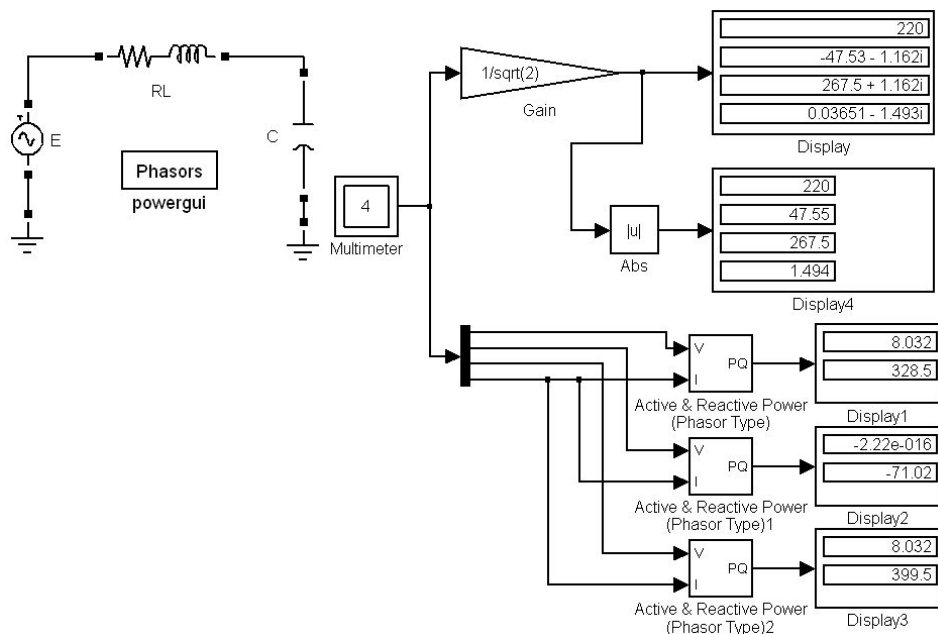 RL
E
C
Phasors
powergui
4
Multimeter
1/sqrt(2)
Gain
220
-47.53 - 1.162i
267.5 + 1.162i
0.03651 - 1.493i
Display
|u|
Abs
220
47.55
267.5
1.494
Display4
V
I
PQ
Active & Reactive Power
(Phasor Type)
8.032
328.5
Display1
V
I
PQ
Active & Reactive Power
(Phasor Type)1
-2.22e-016
-71.02
Display2
V
I
PQ
Active & Reactive Power
(Phasor Type)2
8.032
399.5
Display3